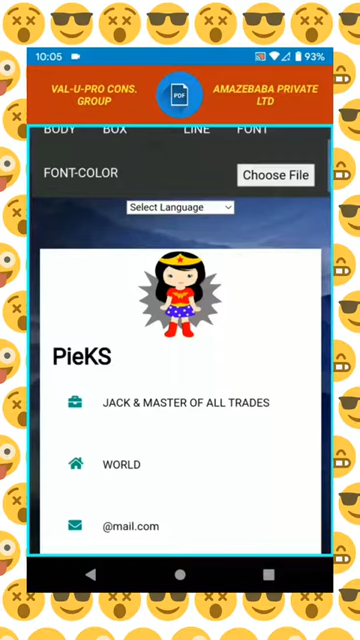 10:05
93%
VAL-U-PRO CONS.
GROUP
PDF
AMAZEBABA PRIVATE
LTD
BODY BOX LINE FONT
FONT-COLOR
Choose File
Select Language
PieKS
JACK & MASTER OF ALL TRADES
WORLD
@mail.com